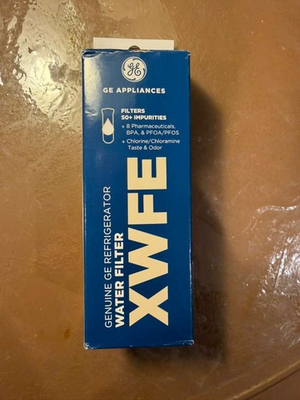 GE
GE APPLIANCES
FILTERS
50+ IMPURITIES
+ 8 Pharmaceuticals,
BPA, & PFOA/PFOS
+ Chlorine/Chloramine
Taste & Odor
GENUINE GE REFRIGERATOR
WATER FILTER
XWFE